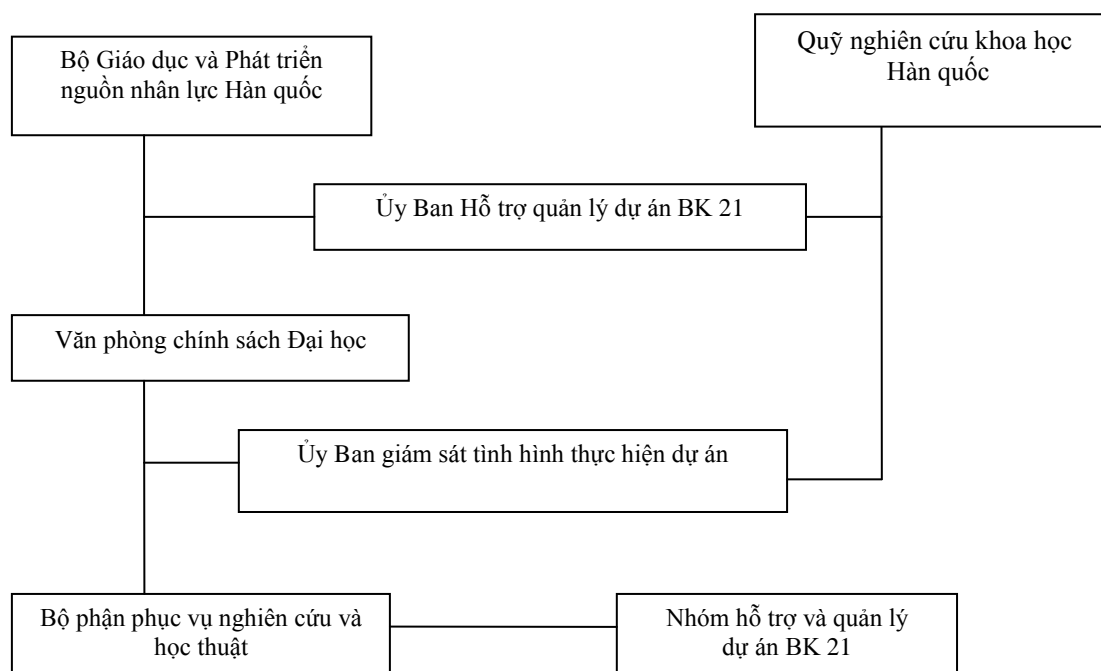 Bộ Giáo dục và Phát triển
nguồn nhân lực Hàn quốc
Quỹ nghiên cứu khoa học
Hàn quốc
Ủy Ban Hỗ trợ quản lý dự án BK 21
Văn phòng chính sách Đại học
Ủy Ban giám sát tình hình thực hiện dự án
Bộ phận phục vụ nghiên cứu và
học thuật
Nhóm hỗ trợ và quản lý
dự án BK 21